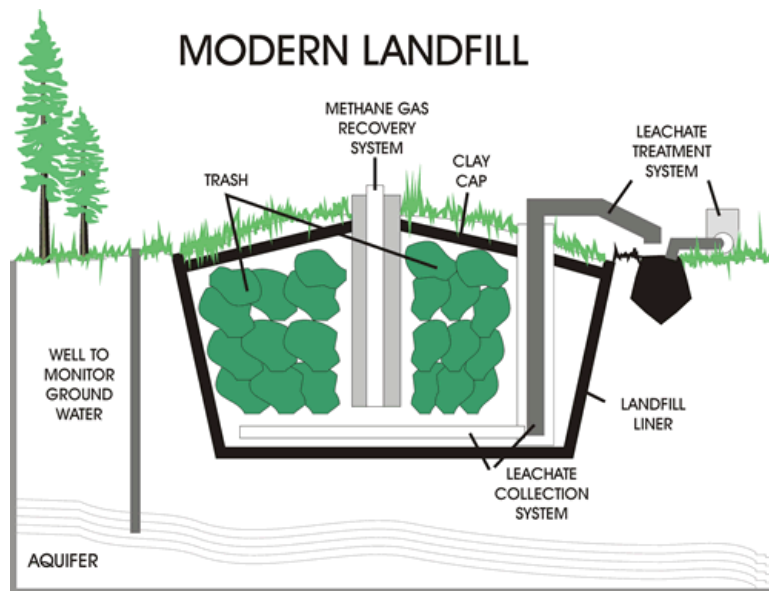 MODERN LANDFILL
METHANE GAS
RECOVERY
SYSTEM
LEACHATE
TREATMENT
SYSTEM
CLAY
CAP
TRASH
WELL TO
MONITOR
GROUND
WATER
LANDFILL
LINER
LEACHATE
COLLECTION
SYSTEM
AQUIFER